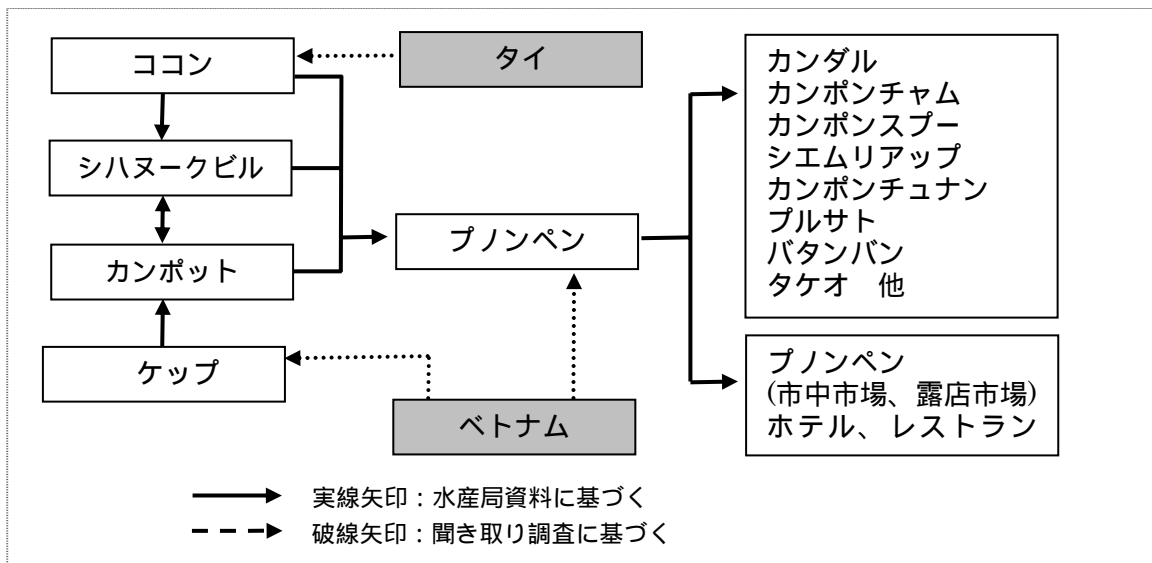 ココン
タイ
シハヌークビル
カンポット
ケップ
プノンペン
ベトナム
カンダル
カンポンチャム
カンポンスプー
シエムリアップ
カンポンチュナン
プルサト
バタンバン
タケオ　他
プノンペン
(市中市場、露店市場)
ホテル、レストラン
実線矢印：水産局資料に基づく
破線矢印：聞き取り調査に基づく